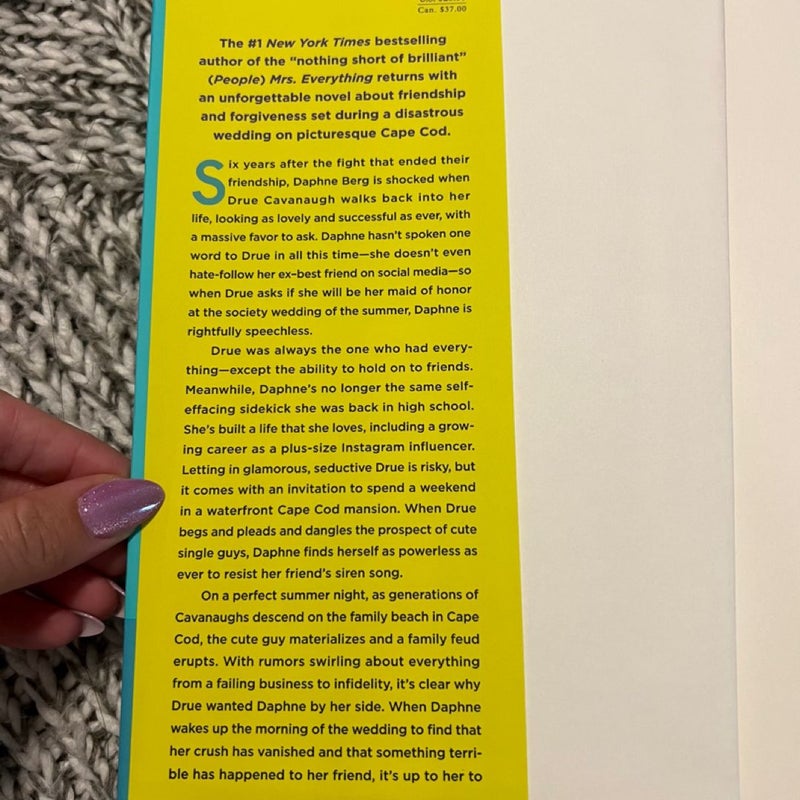 Can. $37.00
The #1 New York Times bestselling
author of the “nothing short of brilliant”
(People) Mrs. Everything returns with
an unforgettable novel about friendship
and forgiveness set during a disastrous
wedding on picturesque Cape Cod.
Six years after the fight that ended their
friendship, Daphne Berg is shocked when
Drue Cavanaugh walks back into her
life, looking as lovely and successful as ever, with
a massive favor to ask. Daphne hasn’t spoken one
word to Drue in all this time—she doesn’t even
hate-follow her ex–best friend on social media—so
when Drue asks if she will be her maid of honor
at the society wedding of the summer, Daphne is
rightfully speechless.
Drue was always the one who had every-
thing—except the ability to hold on to friends.
Meanwhile, Daphne’s no longer the same self-
effacing sidekick she was back in high school.
She’s built a life that she loves, including a grow-
ing career as a plus-size Instagram influencer.
Letting in glamorous, seductive Drue is risky, but
it comes with an invitation to spend a weekend
in a waterfront Cape Cod mansion. When Drue
begs and pleads and dangles the prospect of cute
single guys, Daphne finds herself as powerless as
ever to resist her friend’s siren song.
On a perfect summer night, as generations of
Cavanaughs descend on the family beach in Cape
Cod, the cute guy materializes and a family feud
erupts. With rumors swirling about everything
from a failing business to infidelity, it’s clear why
Drue wanted Daphne by her side. When Daphne
wakes up the morning of the wedding to find that
her crush has vanished and that something terri-
ble has happened to her friend, it’s up to her to